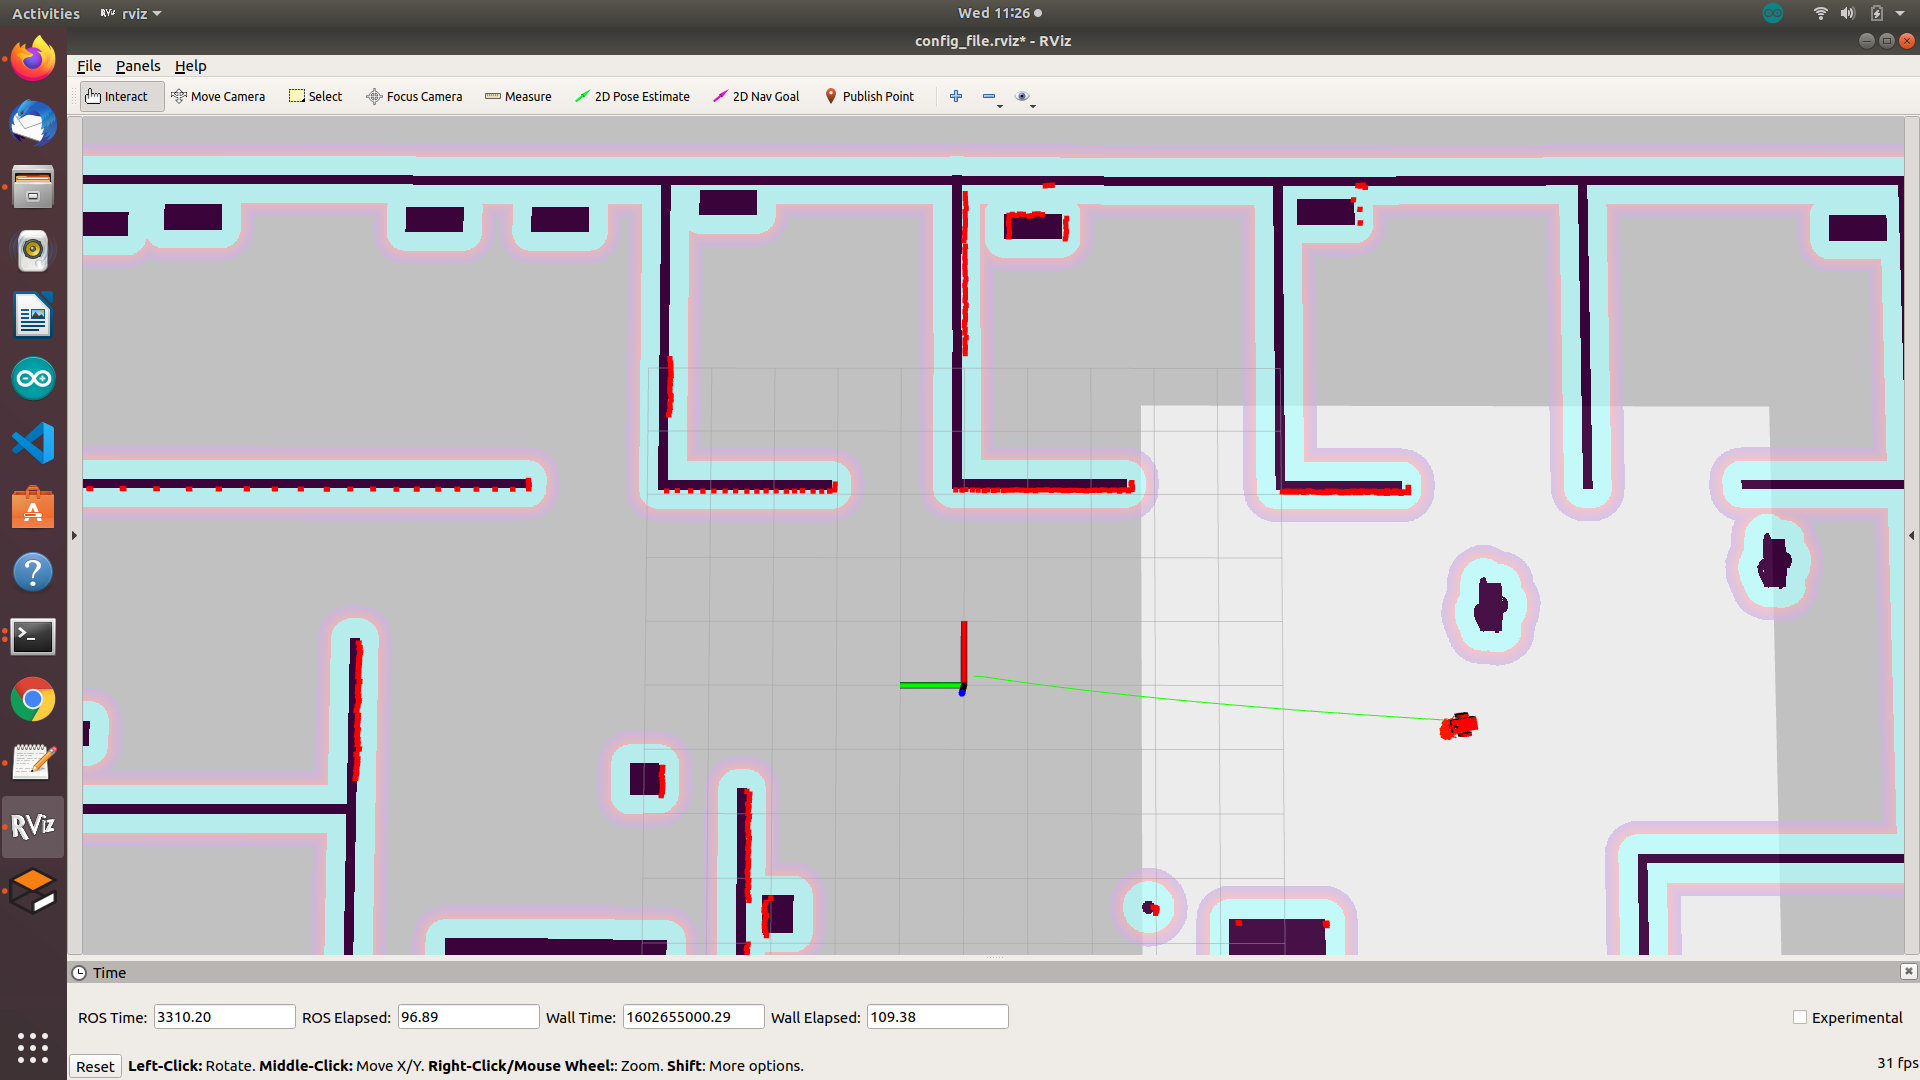 Activities RViz rviz Wed 11:26
config_file.rviz* - RViz
File Panels Help
Interact Move Camera Select Focus Camera Measure 2D Pose Estimate 2D Nav Goal Publish Point
RViz
Time
ROS Time: 3310.20 ROS Elapsed: 96.89 Wall Time: 1602655000.29 Wall Elapsed: 109.38 Experimental
Reset Left-Click: Rotate. Middle-Click: Move X/Y. Right-Click/Mouse Wheel:: Zoom. Shift: More options. 31 fps